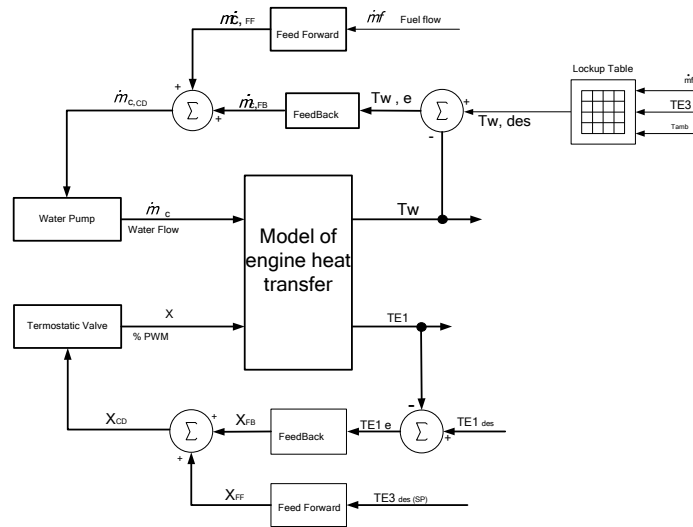 ṁc, FF
Feed Forward
ṁf
Fuel flow
Lockup Table
ṁc,CD
+
Σ
+
ṁc,FB
FeedBack
Tw , e
Σ
+
-
Tw, des
ṁf
TE3
Tamb
Water Pump
ṁ c
Water Flow
Model of
engine heat
transfer
Tw
Termostatic Valve
X
% PWM
TE1
XCD
Σ
+
+
XFB
FeedBack
TE1 e
-
Σ
+
TE1 des
XFF
Feed Forward
TE3 des (SP)